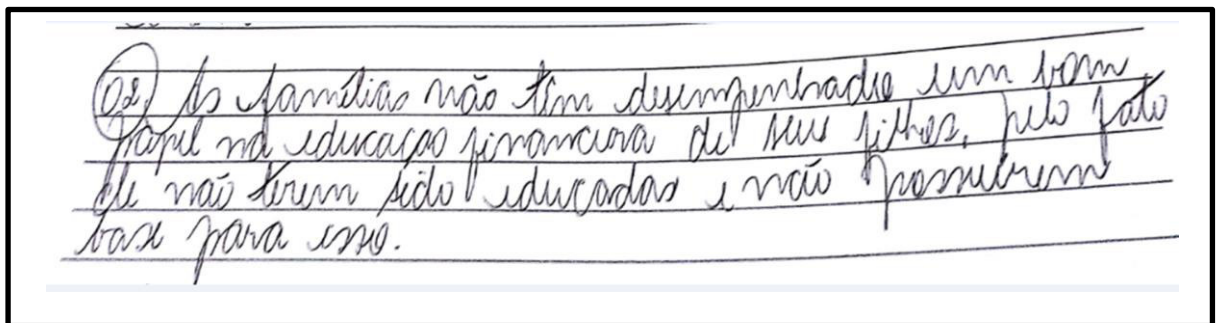 02) As famílias não têm desempenhado um bom
papel na educação financeira de seus filhos, pelo fato
de não terem sido educadas e não possuirem
base para isso.